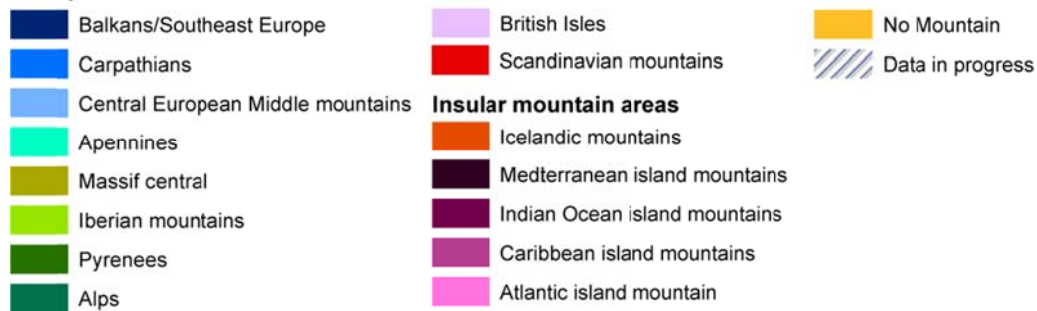 Balkans/Southeast Europe
Carpathians
Central European Middle mountains
Apennines
Massif central
Iberian mountains
Pyrenees
Alps
British Isles
Scandinavian mountains
Insular mountain areas
Icelandic mountains
Medterranean island mountains
Indian Ocean island mountains
Caribbean island mountains
Atlantic island mountain
No Mountain
Data in progress